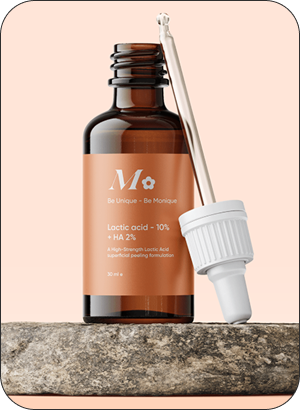 M
Be Unique - Be Monique
Lactic acid - 10%
+ HA 2%
A High-Strength Lactic Acid
superficial peeling formulation
30 ml e